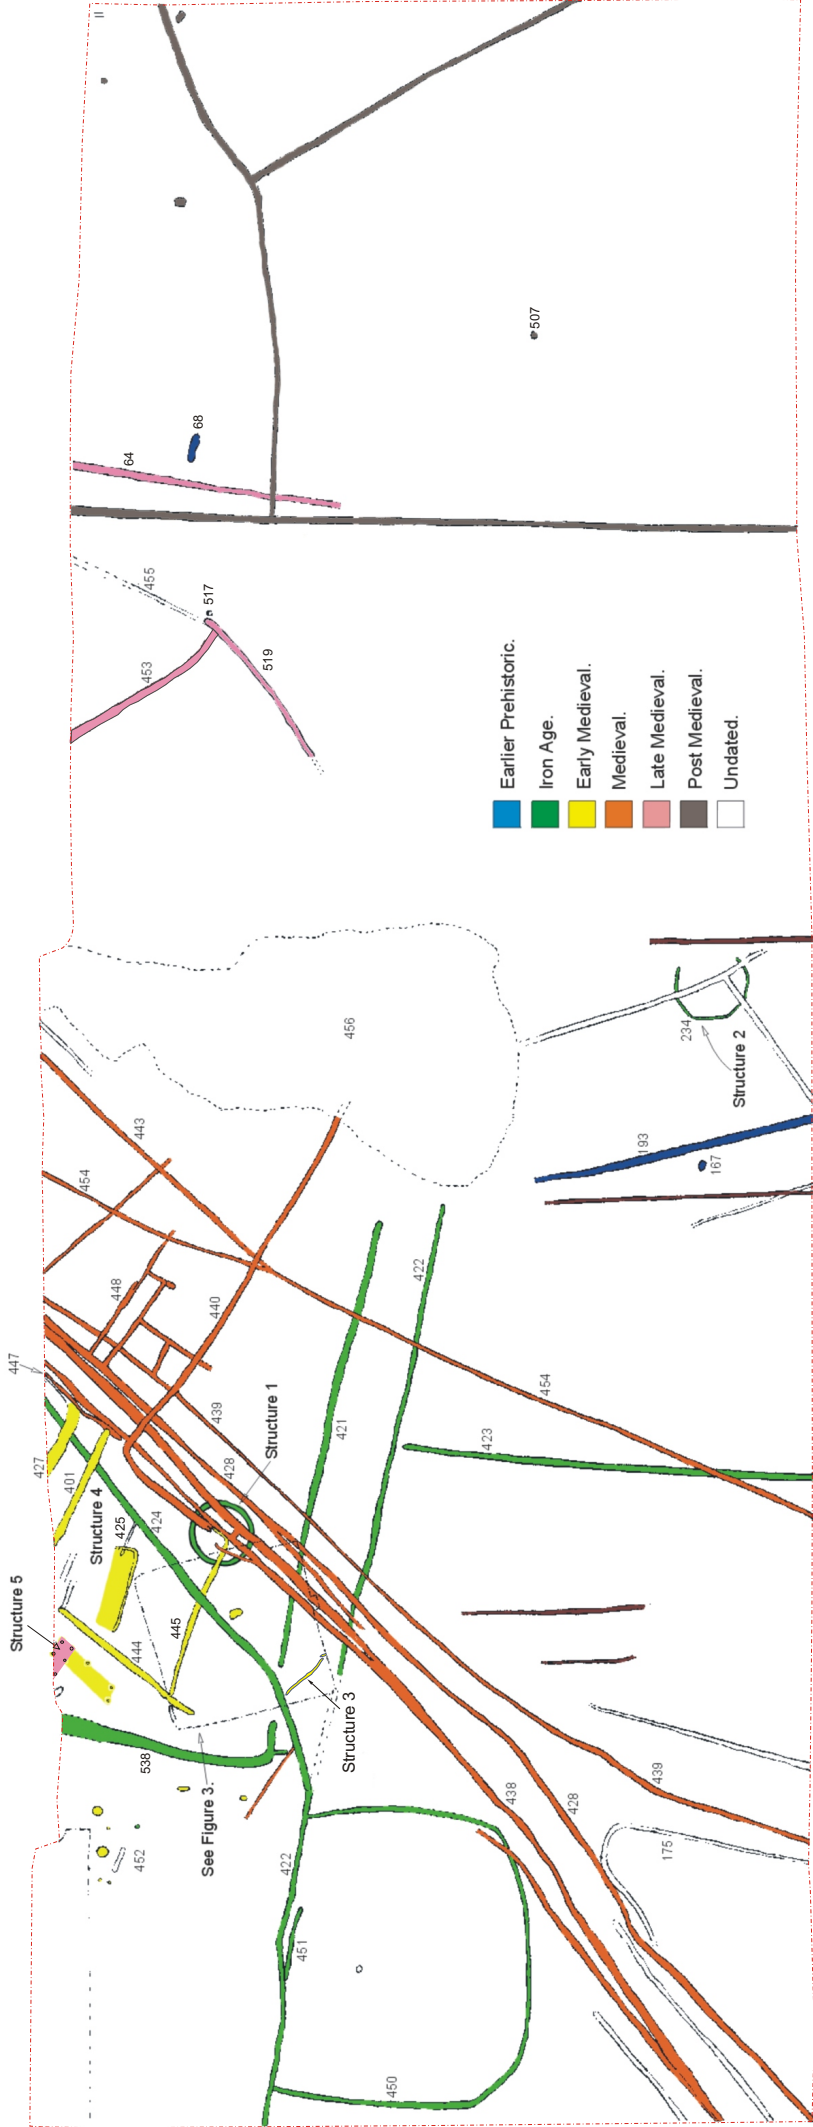 64
68
507
455
517
453
519
Earlier Prehistoric.
Iron Age.
Early Medieval.
Medieval.
Late Medieval.
Post Medieval.
Undated.
456
234
Structure 2
193
167
443
454
448
440
422
447
439
Structure 1
421
454
423
427
401
428
Structure 4
425
424
Structure 5
444
445
538
Structure 3
See Figure 3.
438
428
439
452
422
175
451
450